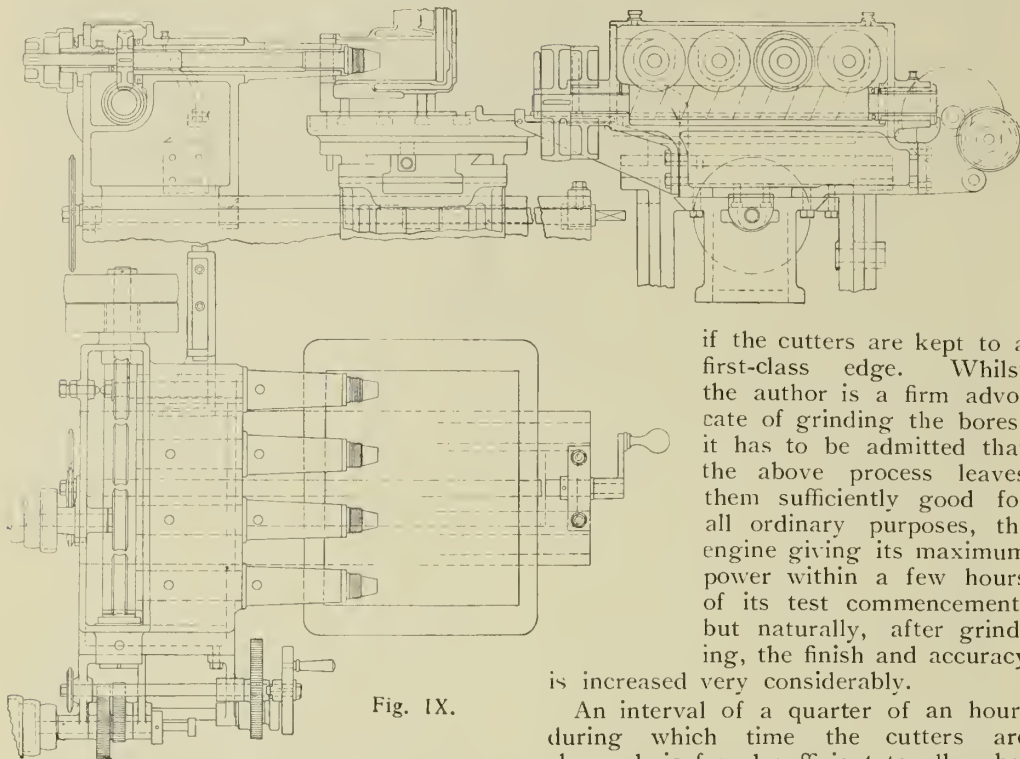 if the cutters are kept to a
first-class edge. Whilst
the author is a firm advo-
cate of grinding the bores,
it has to be admitted that
the above process leaves
them sufficiently good for
all ordinary purposes, the
engine giving its maximum
power within a few hours
of its test commencement,
but naturally, after grind-
ing, the finish and accuracy
is increased very considerably.
Fig. IX.
An interval of a quarter of an hour,
during which time the cutters are